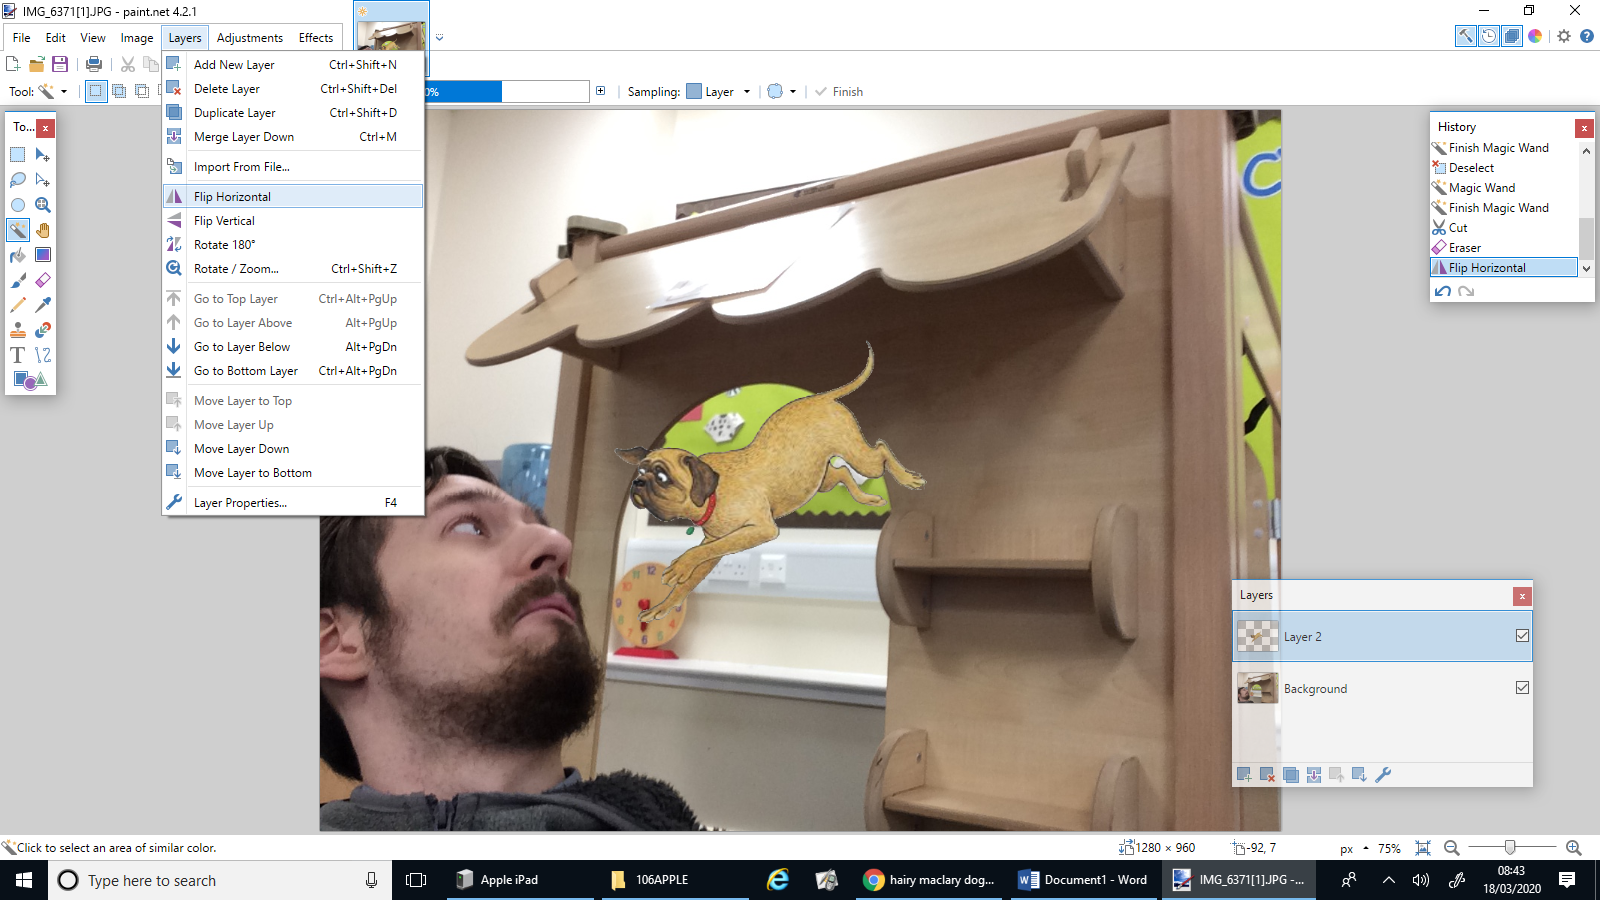 IMG_6371[1].JPG - paint.net 4.2.1
File Edit View Image Layers Adjustments Effects
Tool:
0%
Sampling: Layer Finish
Add New Layer Ctrl+Shift+N
Delete Layer Ctrl+Shift+Del
Duplicate Layer Ctrl+Shift+D
Merge Layer Down Ctrl+M
Import From File...
Flip Horizontal
Flip Vertical
Rotate 180°
Rotate / Zoom... Ctrl+Shift+Z
Go to Top Layer Ctrl+Alt+PgUp
Go to Layer Above Alt+PgUp
Go to Layer Below Alt+PgDn
Go to Bottom Layer Ctrl+Alt+PgDn
Move Layer to Top
Move Layer Up
Move Layer Down
Move Layer to Bottom
Layer Properties... F4
To...
History
Finish Magic Wand
Deselect
Magic Wand
Finish Magic Wand
Cut
Eraser
Flip Horizontal
Layers
Layer 2
Background
Click to select an area of similar color.
1280 × 960
-92, 7
px 75%
Type here to search
Apple iPad
106APPLE
hairy maclary dog...
Document1 - Word
IMG_6371[1].JPG -...
08:43
18/03/2020